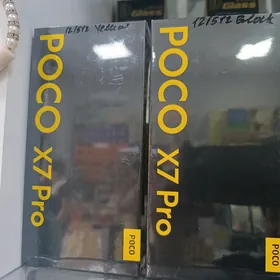 Glass
12/512 Yellow
POCO X7 Pro
POCO
12/512 Black
POCO X7 Pro
POCO